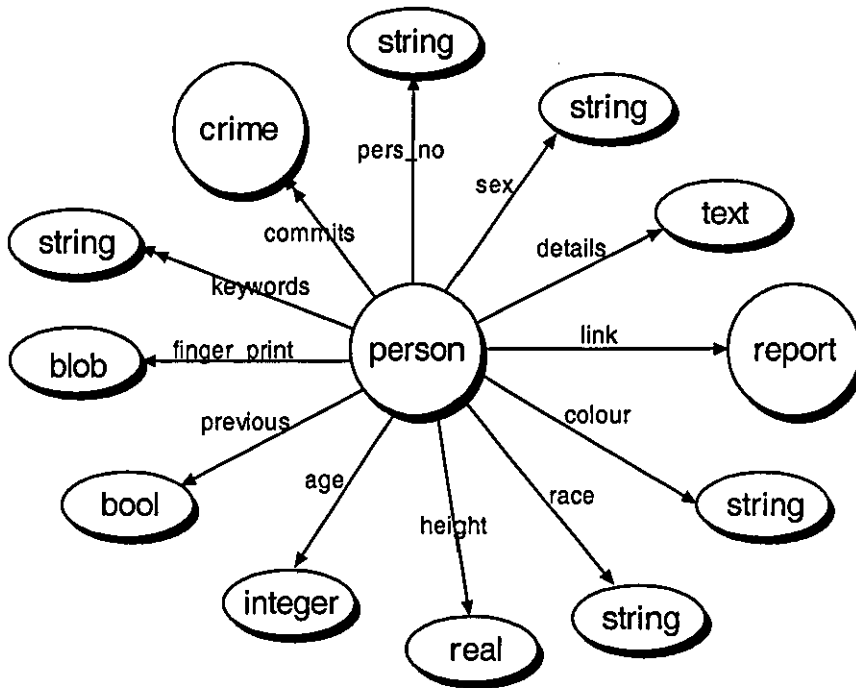 string
crime
string
pers_no
sex
text
string
commits
details
keywords
link
blob
finger_print
person
report
previous
colour
age
race
bool
string
height
integer
string
real